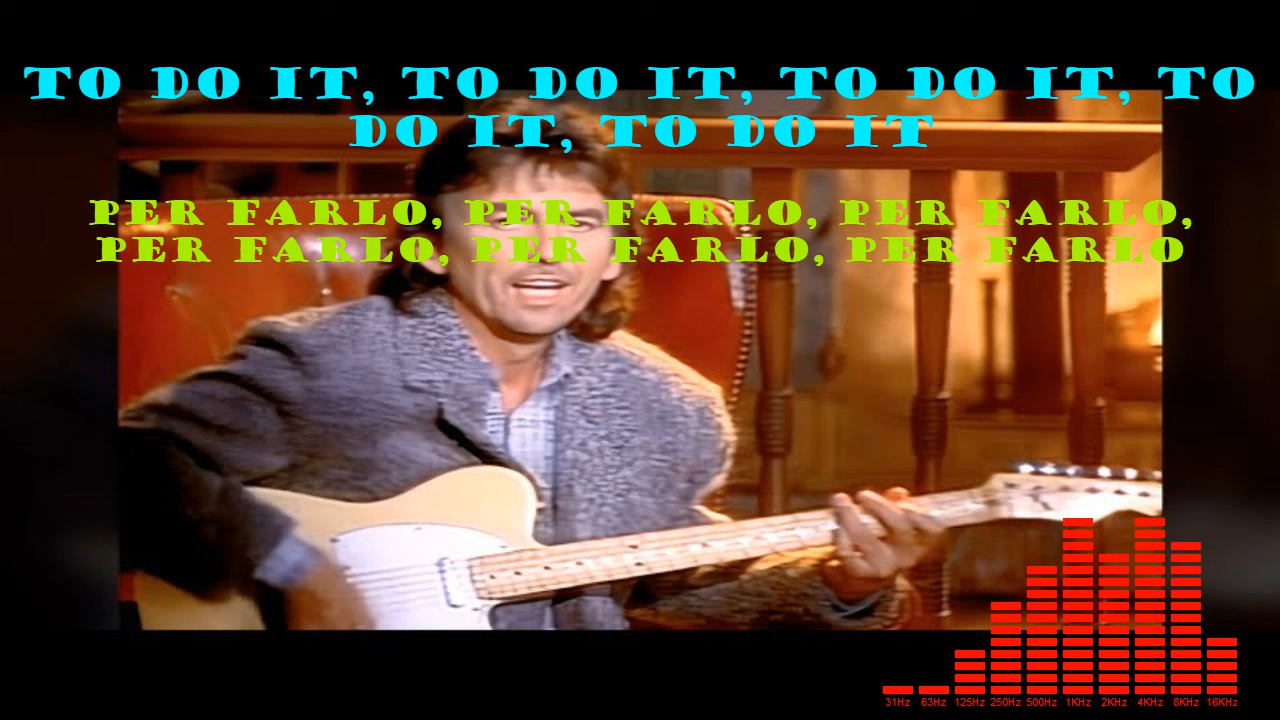 TO DO IT, TO DO IT, TO DO IT, TO
DO IT, TO DO IT
PER FARLO, PER FARLO, PER FARLO,
PER FARLO, PER FARLO, PER FARLO
31Hz 63Hz 125Hz 250Hz 500Hz 1KHz 2KHz 4KHz 8KHz 16KHz